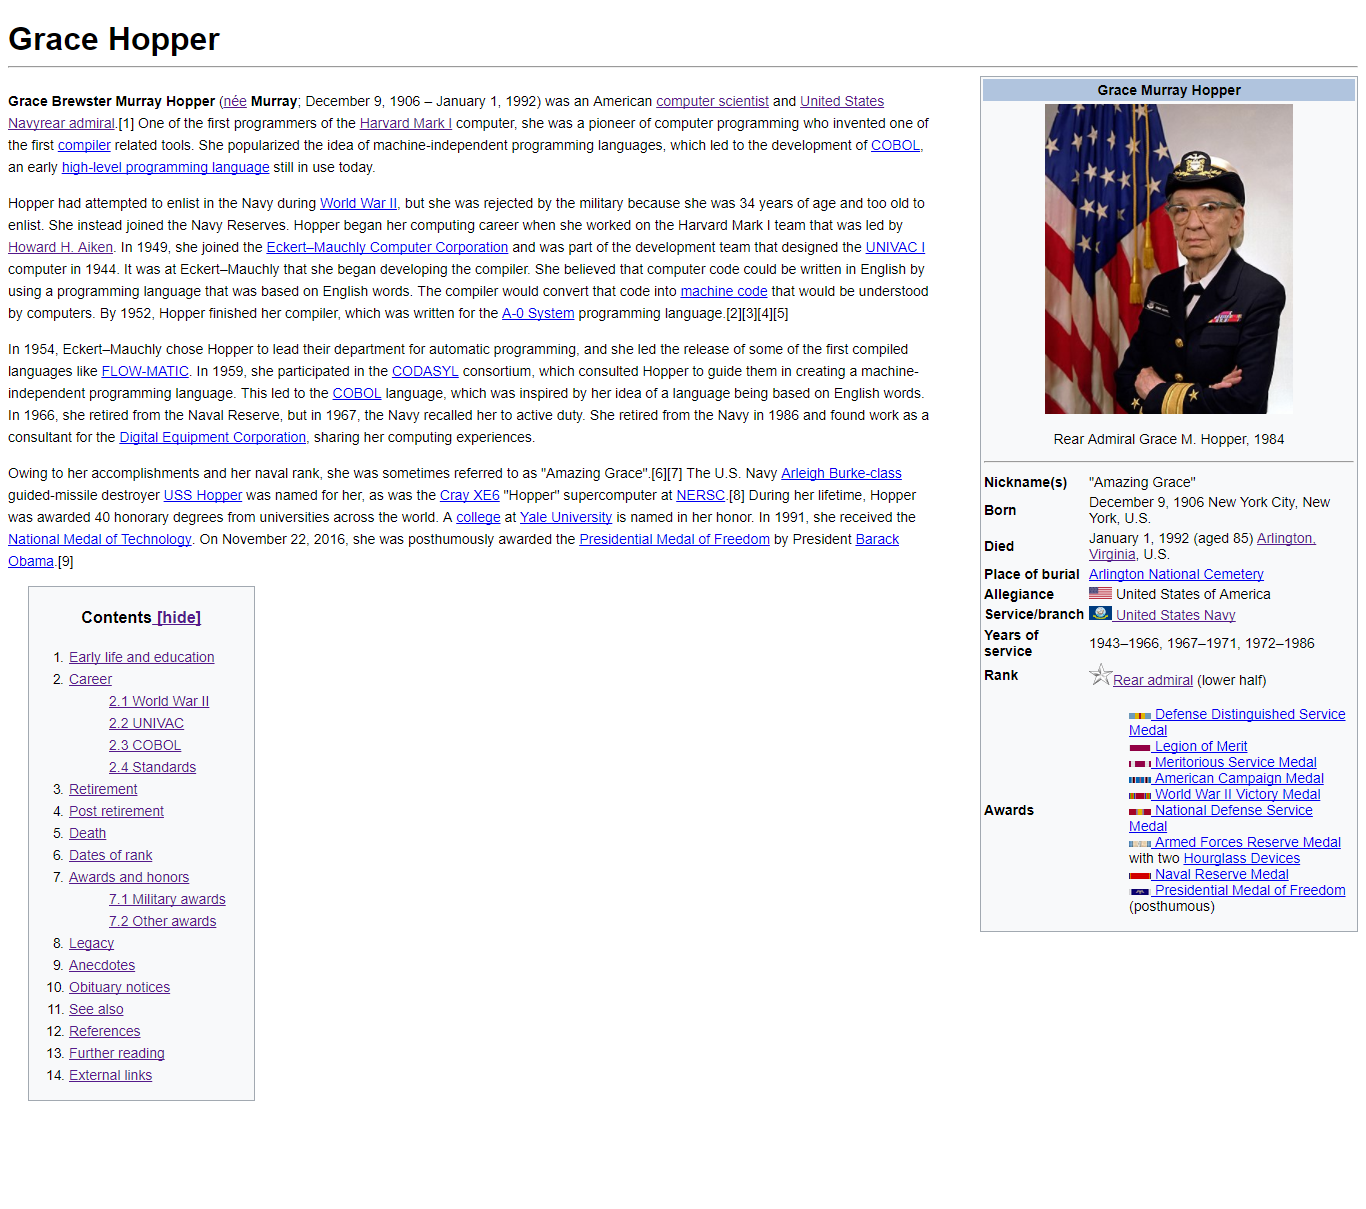 Grace Hopper
Grace Brewster Murray Hopper (née Murray; December 9, 1906 – January 1, 1992) was an American computer scientist and United States
Navyrear admiral.[1] One of the first programmers of the Harvard Mark I computer, she was a pioneer of computer programming who invented one of
the first compiler related tools. She popularized the idea of machine-independent programming languages, which led to the development of COBOL,
an early high-level programming language still in use today.
Hopper had attempted to enlist in the Navy during World War II, but she was rejected by the military because she was 34 years of age and too old to
enlist. She instead joined the Navy Reserves. Hopper began her computing career when she worked on the Harvard Mark I team that was led by
Howard H. Aiken. In 1949, she joined the Eckert–Mauchly Computer Corporation and was part of the development team that designed the UNIVAC I
computer in 1944. It was at Eckert–Mauchly that she began developing the compiler. She believed that computer code could be written in English by
using a programming language that was based on English words. The compiler would convert that code into machine code that would be understood
by computers. By 1952, Hopper finished her compiler, which was written for the A-0 System programming language.[2][3][4][5]
In 1954, Eckert–Mauchly chose Hopper to lead their department for automatic programming, and she led the release of some of the first compiled
languages like FLOW-MATIC. In 1959, she participated in the CODASYL consortium, which consulted Hopper to guide them in creating a machine-
independent programming language. This led to the COBOL language, which was inspired by her idea of a language being based on English words.
In 1966, she retired from the Naval Reserve, but in 1967, the Navy recalled her to active duty. She retired from the Navy in 1986 and found work as a
consultant for the Digital Equipment Corporation, sharing her computing experiences.
Owing to her accomplishments and her naval rank, she was sometimes referred to as "Amazing Grace".[6][7] The U.S. Navy Arleigh Burke-class
guided-missile destroyer USS Hopper was named for her, as was the Cray XE6 "Hopper" supercomputer at NERSC.[8] During her lifetime, Hopper
was awarded 40 honorary degrees from universities across the world. A college at Yale University is named in her honor. In 1991, she received the
National Medal of Technology. On November 22, 2016, she was posthumously awarded the Presidential Medal of Freedom by President Barack
Obama.[9]
Contents [hide]
1. Early life and education
2. Career
2.1 World War II
2.2 UNIVAC
2.3 COBOL
2.4 Standards
3. Retirement
4. Post retirement
5. Death
6. Dates of rank
7. Awards and honors
7.1 Military awards
7.2 Other awards
8. Legacy
9. Anecdotes
10. Obituary notices
11. See also
12. References
13. Further reading
14. External links
Grace Murray Hopper
Rear Admiral Grace M. Hopper, 1984
Nickname(s) "Amazing Grace"
Born December 9, 1906 New York City, New
York, U.S.
Died January 1, 1992 (aged 85) Arlington,
Virginia, U.S.
Place of burial Arlington National Cemetery
Allegiance United States of America
Service/branch United States Navy
Years of
service 1943–1966, 1967–1971, 1972–1986
Rank Rear admiral (lower half)
Awards
Defense Distinguished Service
Medal
Legion of Merit
Meritorious Service Medal
American Campaign Medal
World War II Victory Medal
National Defense Service
Medal
Armed Forces Reserve Medal
with two Hourglass Devices
Naval Reserve Medal
Presidential Medal of Freedom
(posthumous)